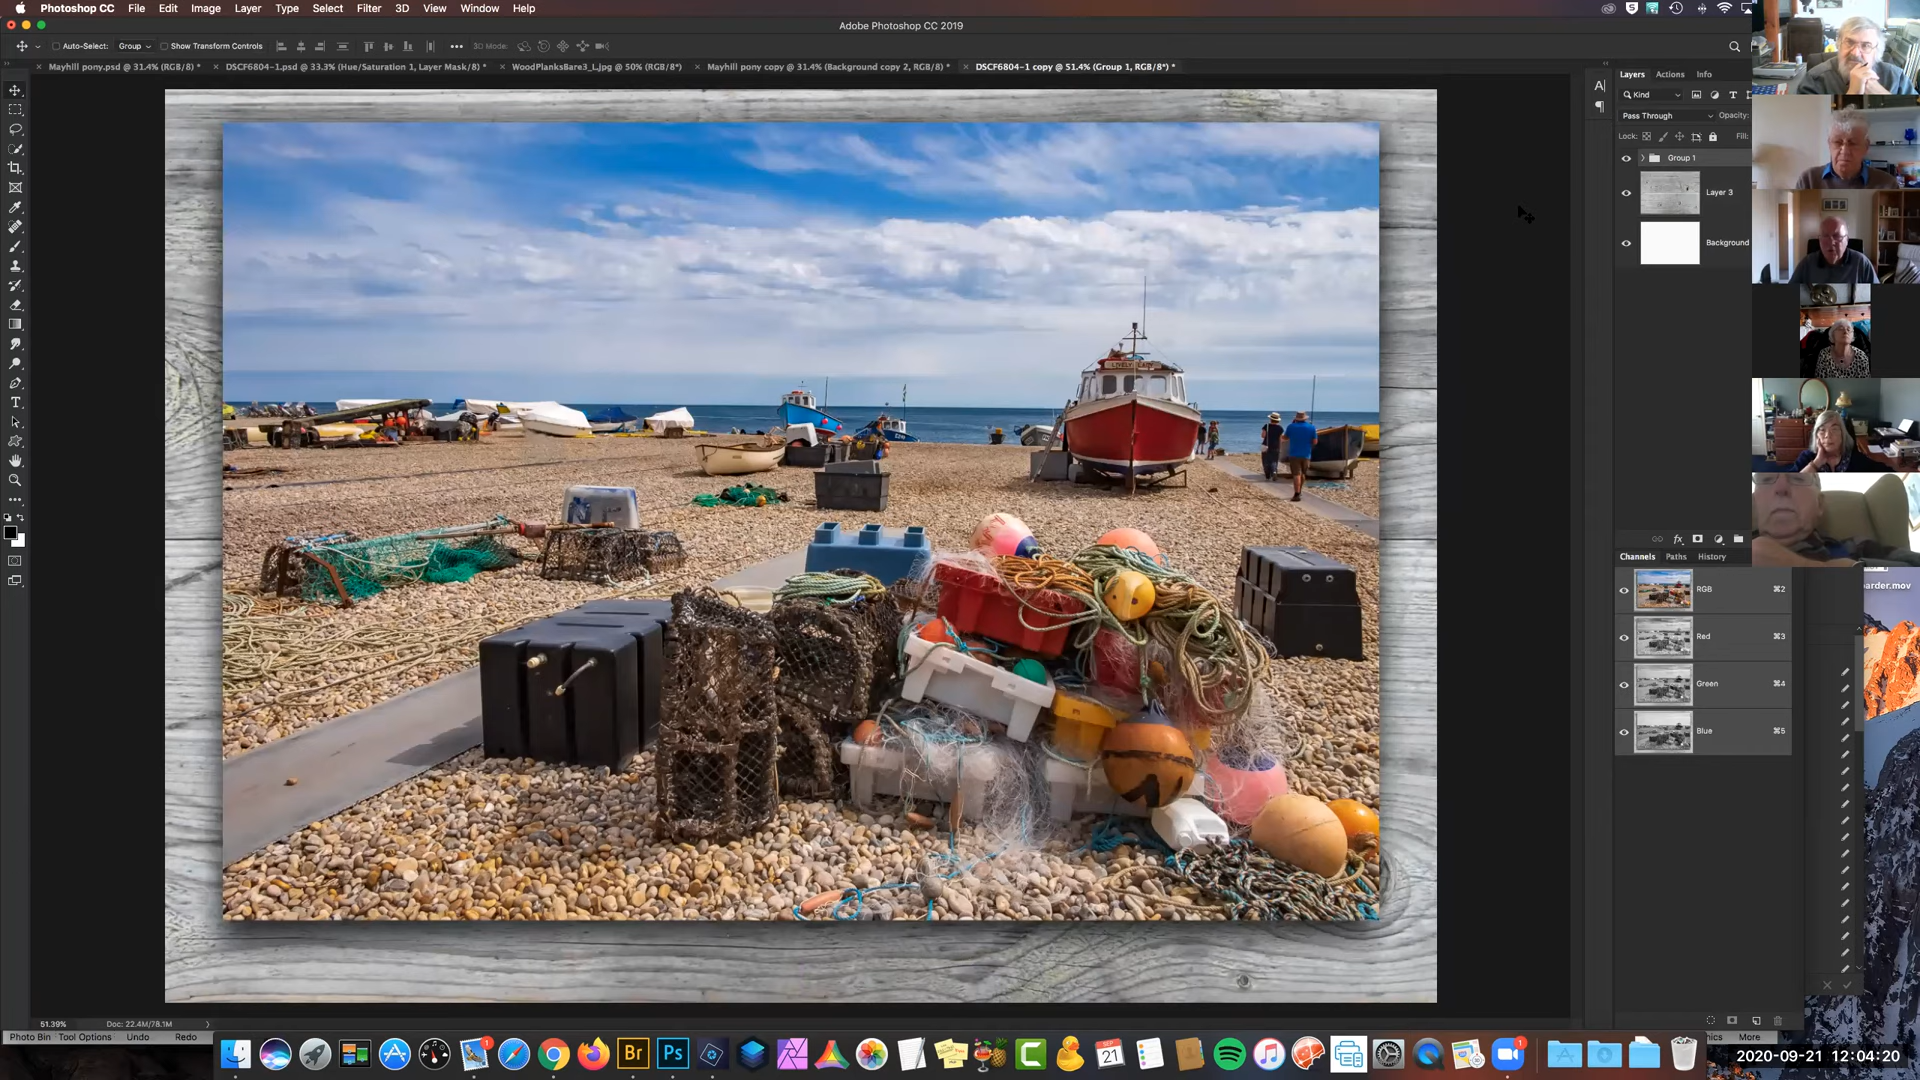 Photoshop CC File Edit Image Layer Type Select Filter 3D View Window Help
Adobe Photoshop CC 2019
Auto-Select: Group Show Transform Controls 3D Mode:
Mayhill pony.psd @ 31.4% (RGB/8) * DSCF6804-1.psd @ 33.3% (Hue/Saturation 1, Layer Mask/8) * WoodPlanksBare3_L.jpg @ 50% (RGB/8*) Mayhill pony copy @ 31.4% (Background copy 2, RGB/8) * DSCF6804-1 copy @ 51.4% (Group 1, RGB/8*) *
Layers Actions Info
Kind
Pass Through Opacity:
Lock: Fill:
Group 1
Layer 3
Background
Channels Paths History
RGB ⌘2
Red ⌘3
Green ⌘4
Blue ⌘5
arder.mov
51.39% Doc: 22.4M/78.1M
Photo Bin Tool Options Undo Redo More
Br Ps
SEP 21
2020-09-21 12:04:20